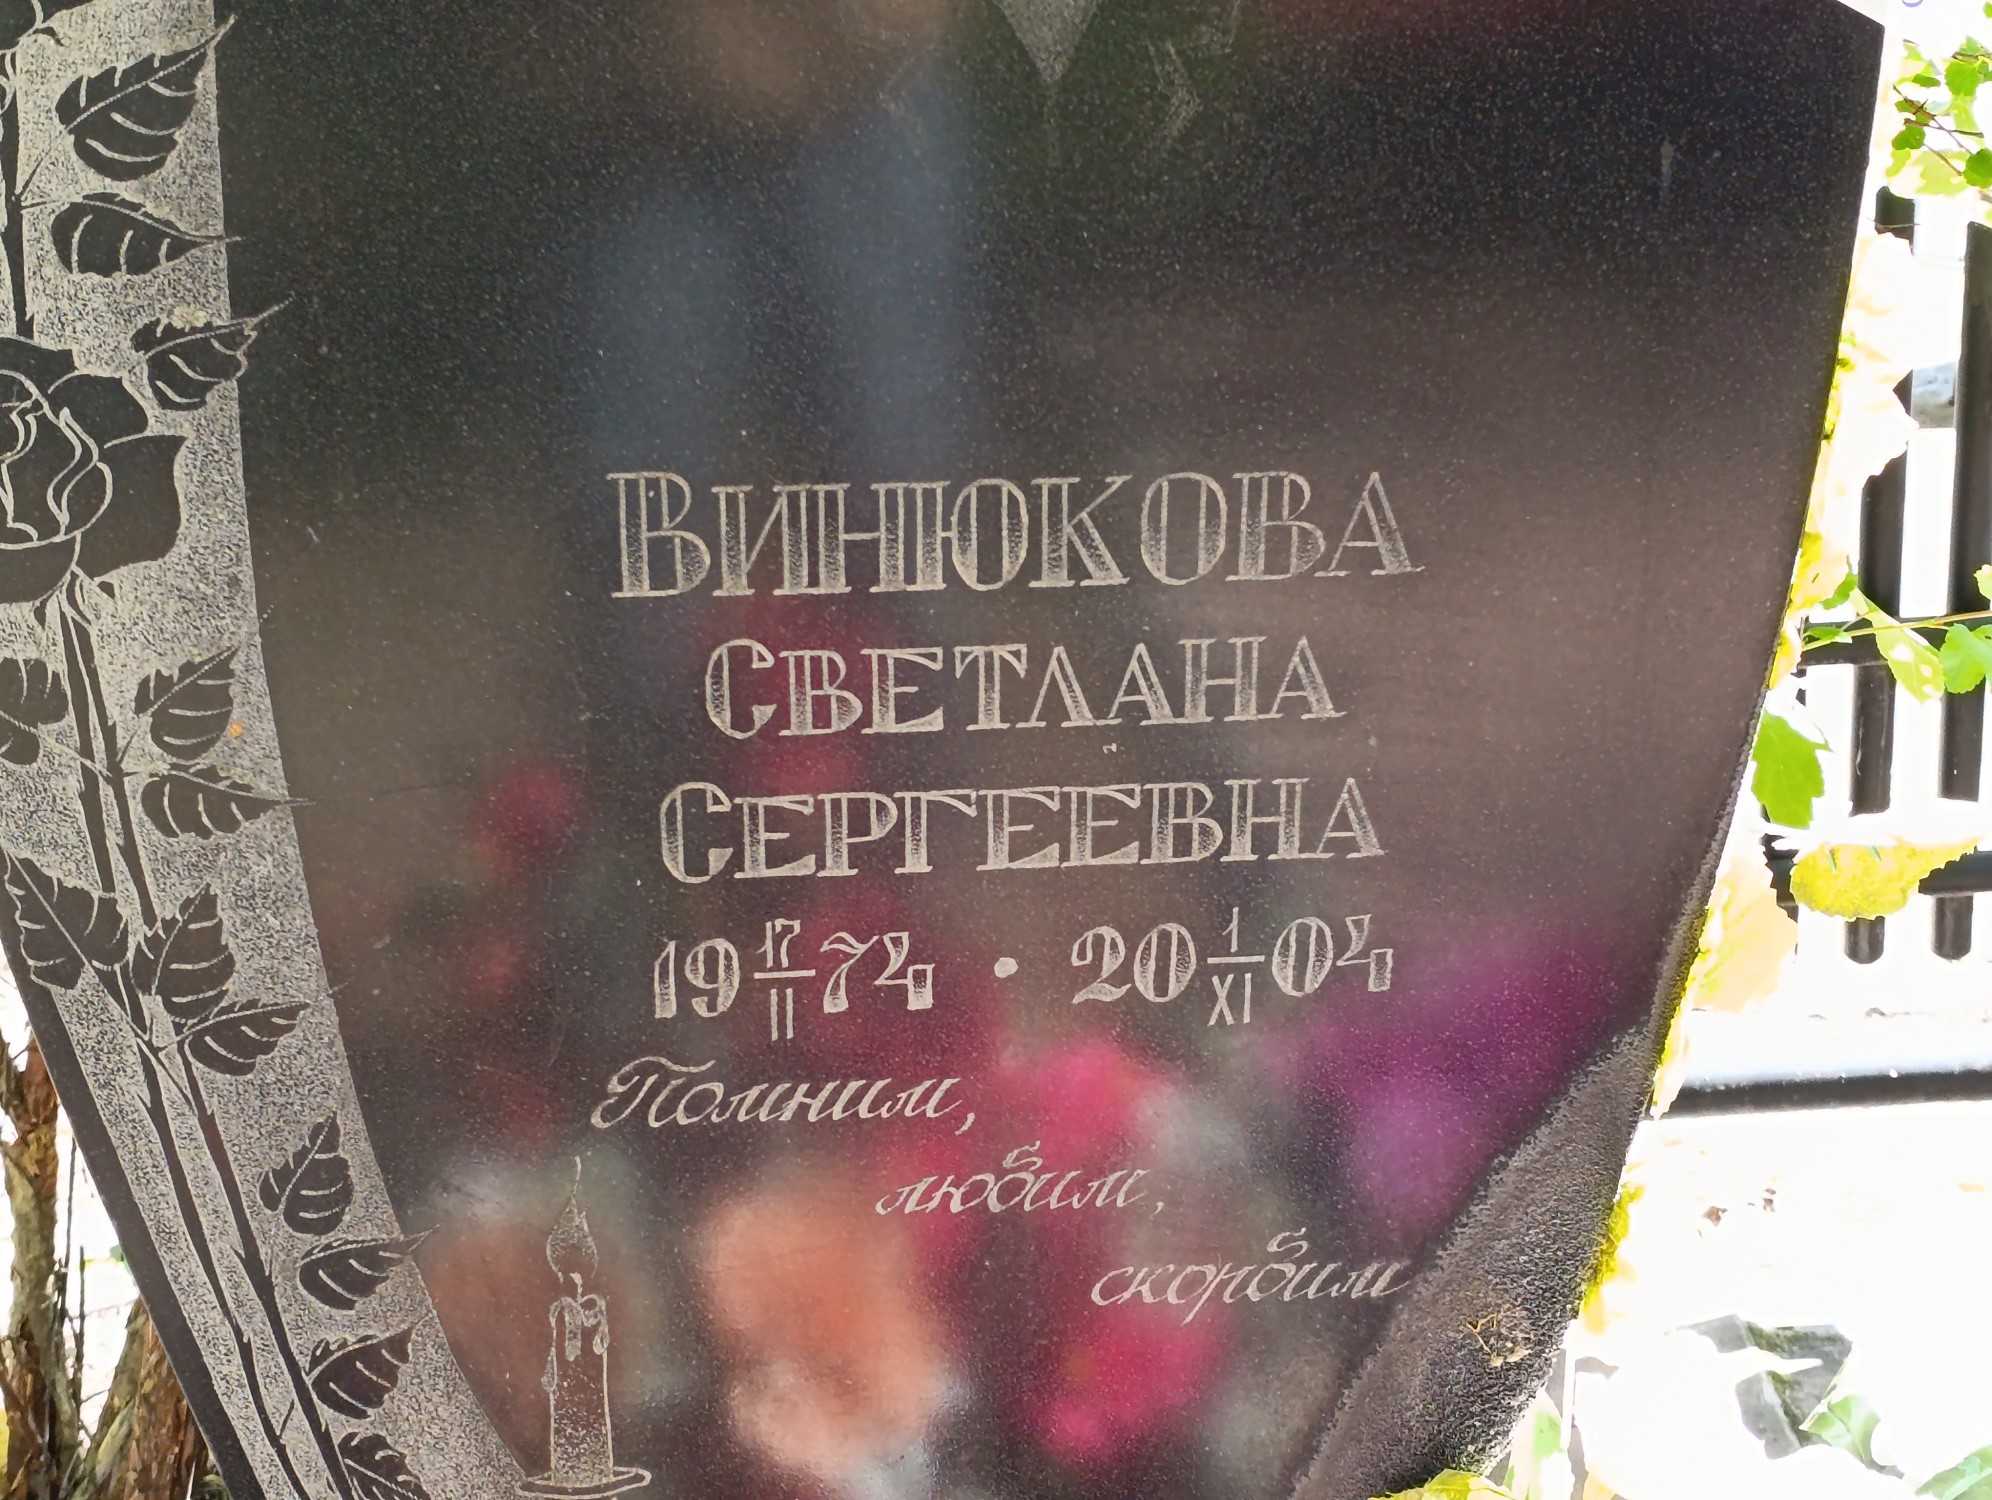 ВИНЮКОВА
СВЕТЛАНА
СЕРГЕЕВНА
19 17/II 74 • 20 1/XI 04
Помним,
любим,
скорбим